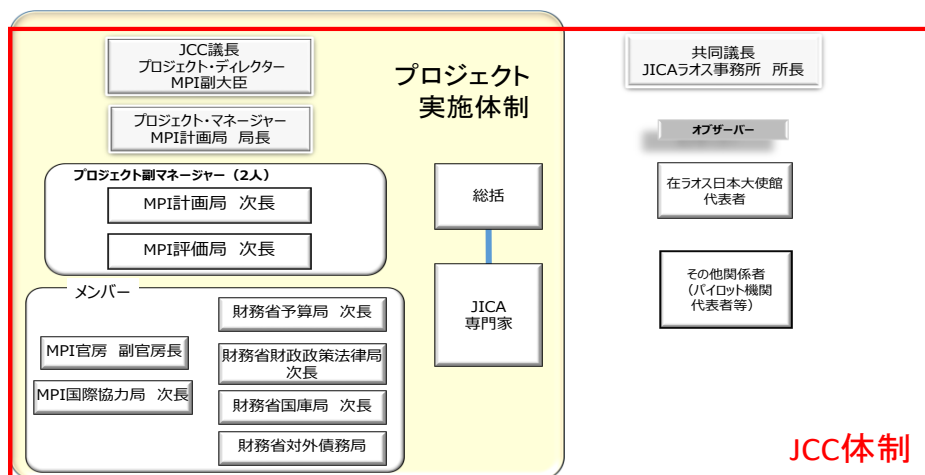 JCC議長
プロジェクト・ディレクター
MPI副大臣
プロジェクト・マネージャー
MPI計画局 局長
プロジェクト副マネージャー（2人）
MPI計画局 次長
MPI評価局 次長
メンバー
MPI官房 副官房長
MPI国際協力局 次長
財務省予算局 次長
財務省財政政策法律局
次長
財務省国庫局 次長
財務省対外債務局
プロジェクト
実施体制
総括
JICA
専門家
共同議長
JICAラオス事務所 所長
オブザーバー
在ラオス日本大使館
代表者
その他関係者
（パイロット機関
代表者等）
JCC体制